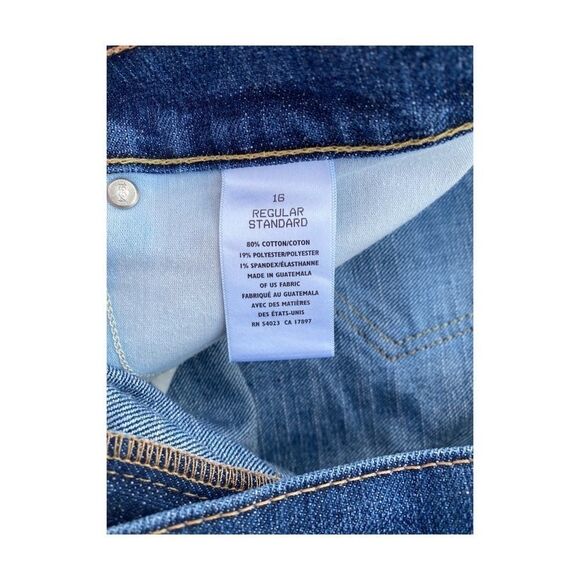 16
REGULAR
STANDARD
80% COTTON/COTON
19% POLYESTER/POLYESTER
1% SPANDEX/ÉLASTHANNE
MADE IN GUATEMALA
OF US FABRIC
FABRIQUÉ AU GUATEMALA
AVEC DES MATIÈRES
DES ÉTATS-UNIS
RN 54023 CA 17897